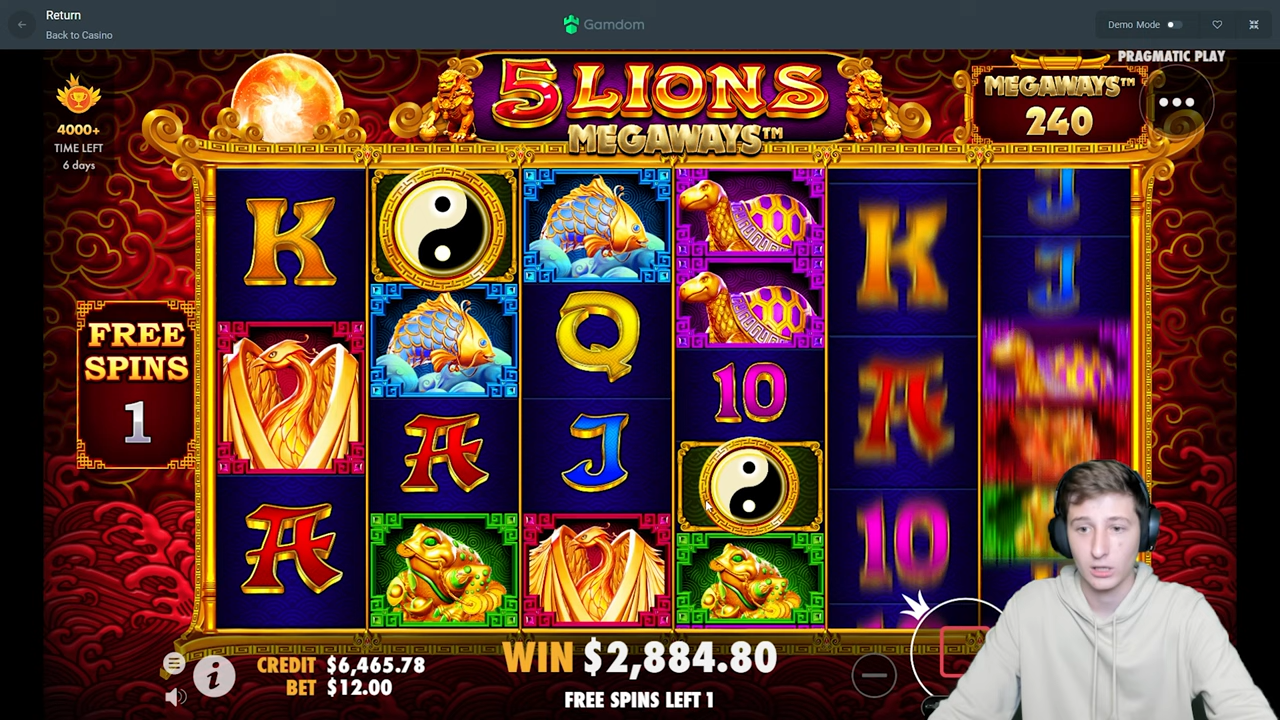 Return
Back to Casino
Gamdom
Demo Mode
PRAGMATIC PLAY
4000+
TIME LEFT
6 days
5 LIONS
MEGAWAYS™
MEGAWAYS™
240
FREE
SPINS
1
K
A
A
Q
J
10
K
A
10
J
J
WIN $2,884.80
FREE SPINS LEFT 1
CREDIT $6,465.78
BET $12.00